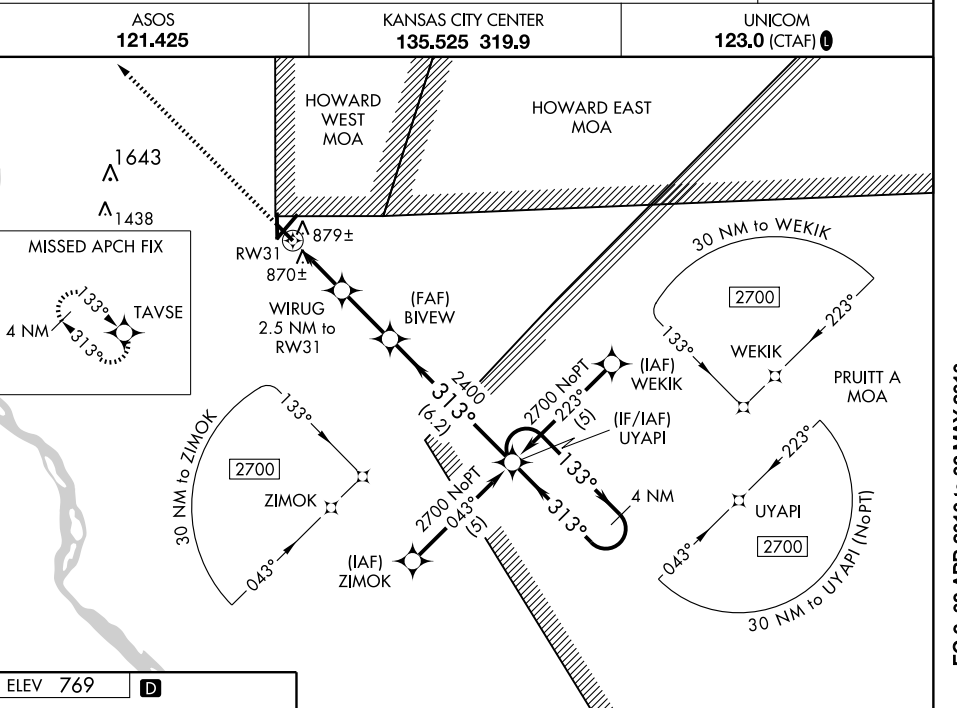 ASOS
121.425
KANSAS CITY CENTER
135.525 319.9
UNICOM
123.0 (CTAF) L
HOWARD
WEST
MOA
HOWARD EAST
MOA
1643
1438
MISSED APCH FIX
133°
TAVSE
4 NM
313°
RW31
879±
870±
WIRUG
2.5 NM to
RW31
(FAF)
BIVEW
30 NM to WEKIK
2700
133°
223°
WEKIK
PRUITT A
MOA
2400
313°
(6.2)
2700 NoPT
223°
(5)
(IAF)
WEKIK
(IF/IAF)
UYAPI
133°
313°
4 NM
30 NM to ZIMOK
133°
2700
ZIMOK
043°
2700 NoPT
043°
(5)
(IAF)
ZIMOK
223°
UYAPI
2700
043°
30 NM to UYAPI (NoPT)
ELEV 769
D